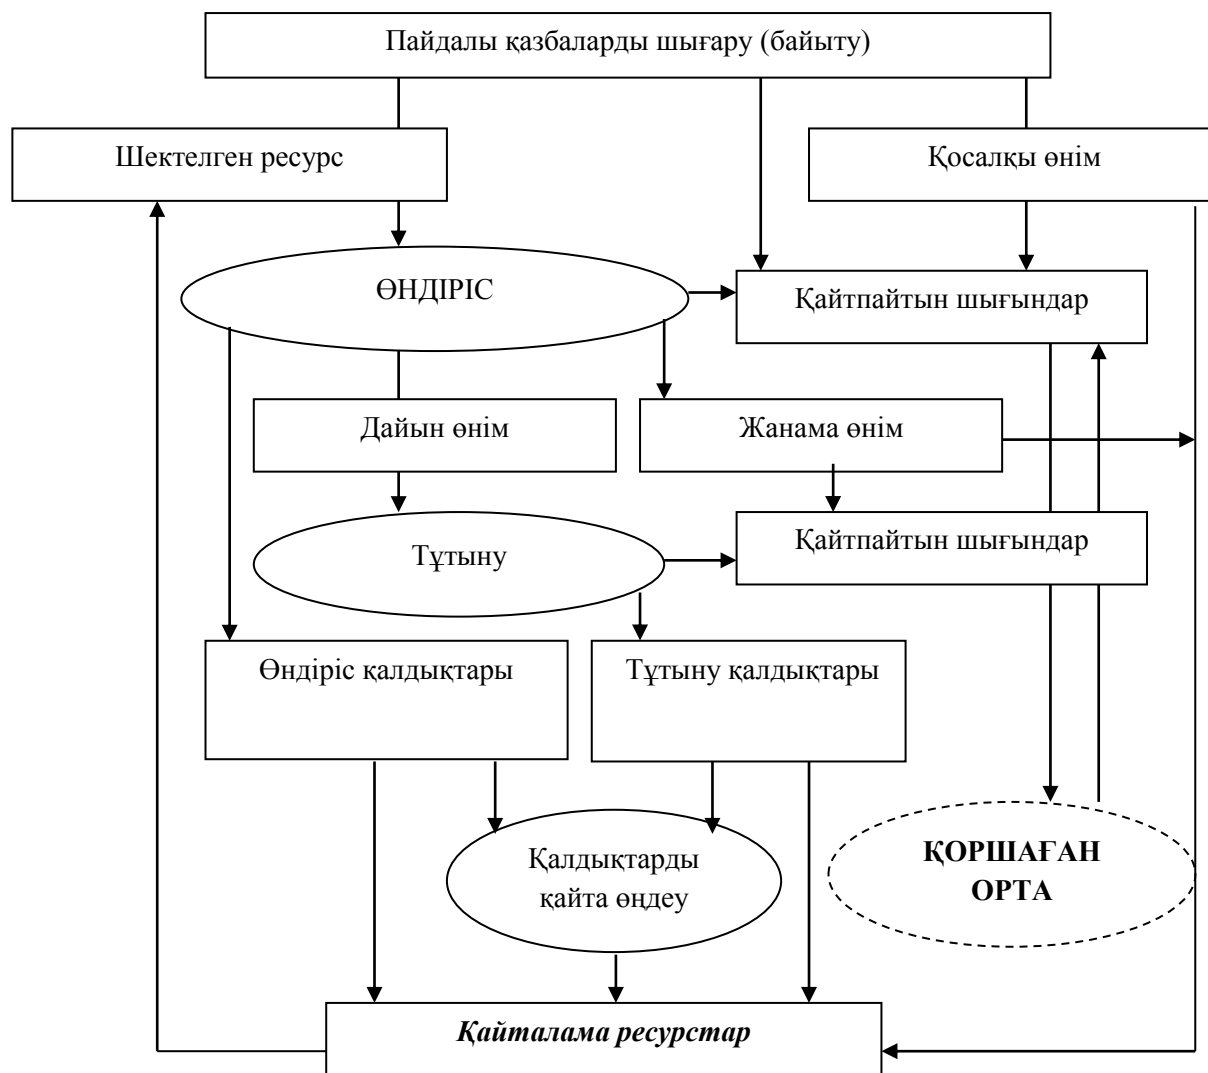 Пайдалы қазбаларды шығару (байыту)
Шектелген ресурс
Қосалқы өнім
ӨНДІРІС
Қайтпайтын шығындар
Дайын өнім
Жанама өнім
Тұтыну
Қайтпайтын шығындар
Өндіріс қалдықтары
Тұтыну қалдықтары
Қалдықтарды
қайта өңдеу
ҚОРШАҒАН
ОРТА
Қайталама ресурстар